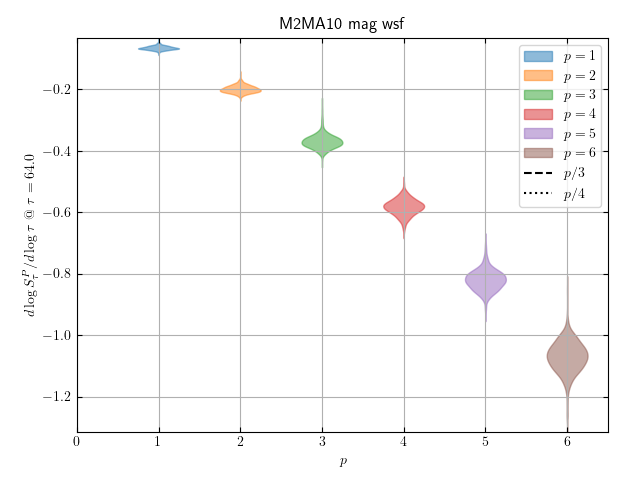 M2MA10 mag wsf
d log S_τ^P / d log τ @ τ = 64.0
−0.2
−0.4
−0.6
−0.8
−1.0
−1.2
0 1 2 3 4 5 6
p
p = 1
p = 2
p = 3
p = 4
p = 5
p = 6
p/3
p/4